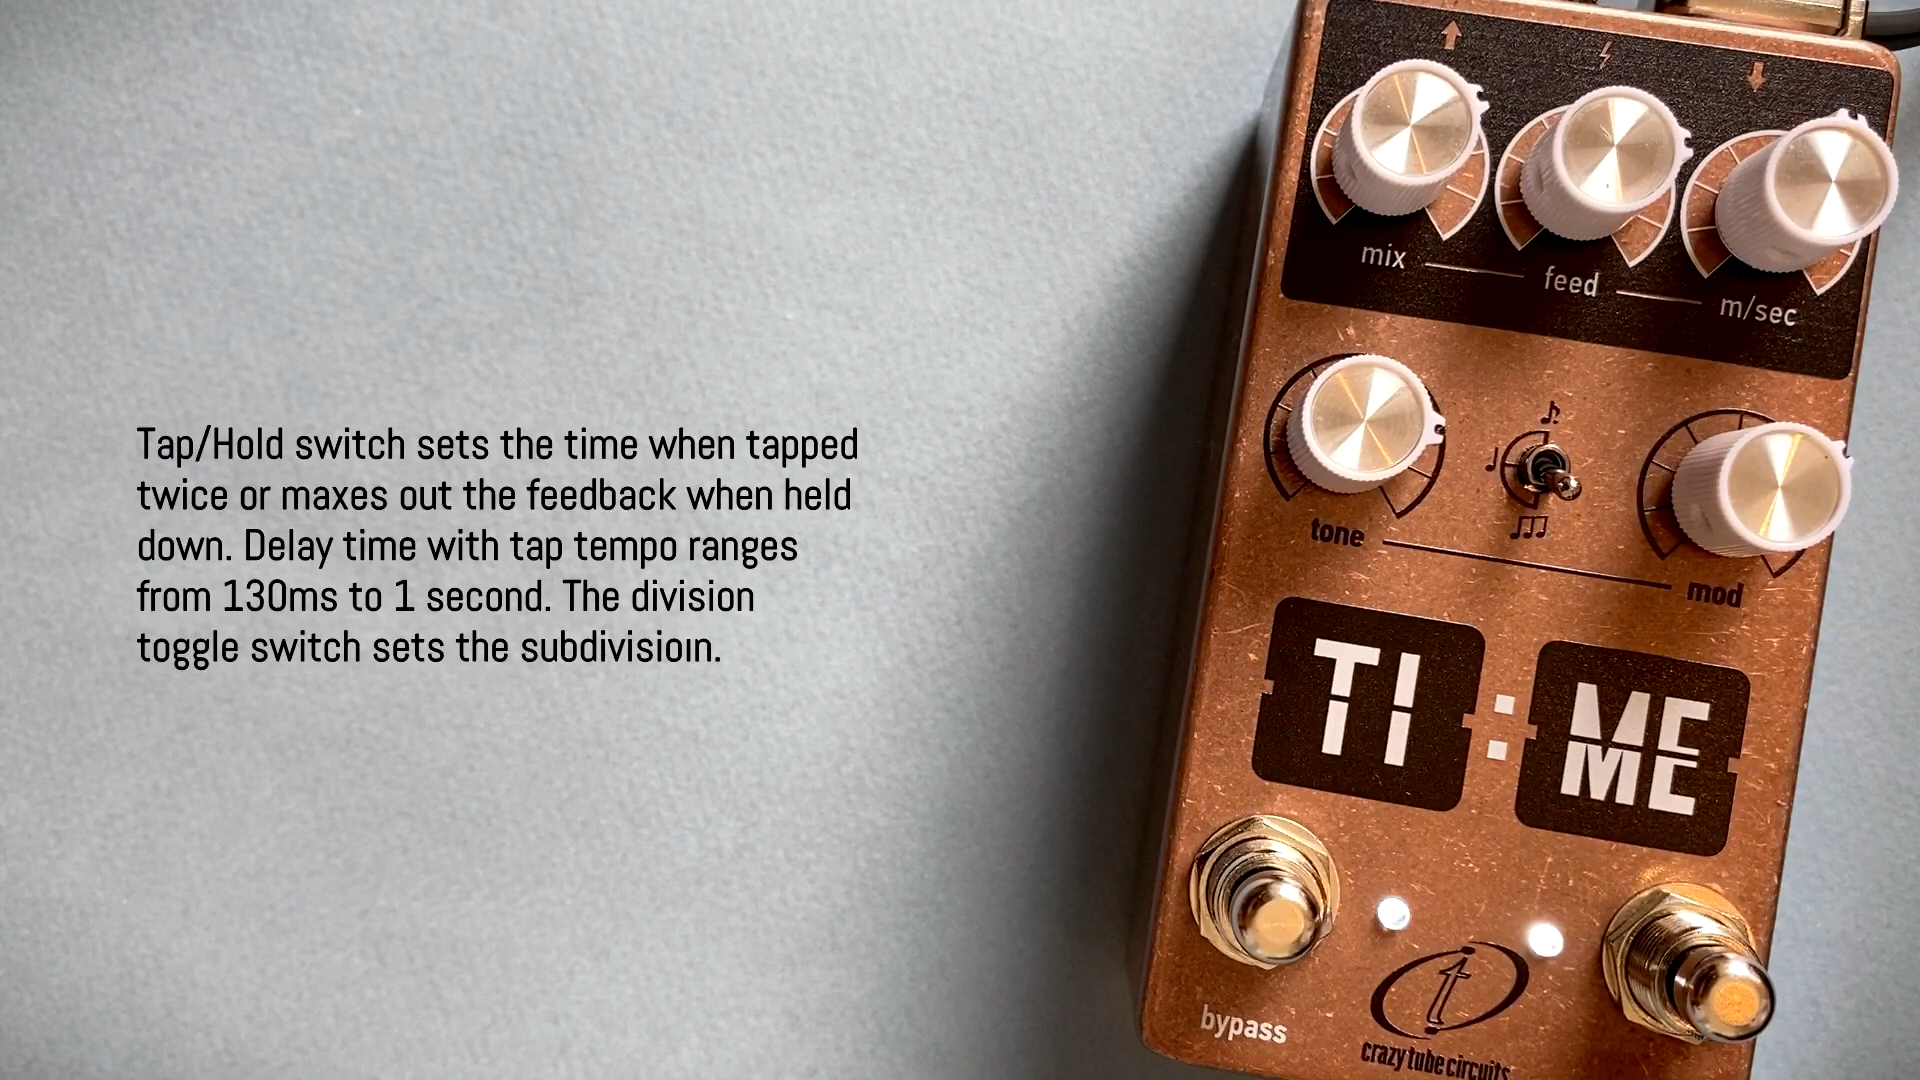 Tap/Hold switch sets the time when tapped
twice or maxes out the feedback when held
down. Delay time with tap tempo ranges
from 130ms to 1 second. The division
toggle switch sets the subdivisioın.
mix
feed
m/sec
tone
mod
TI:ME
bypass
crazy tube circuits